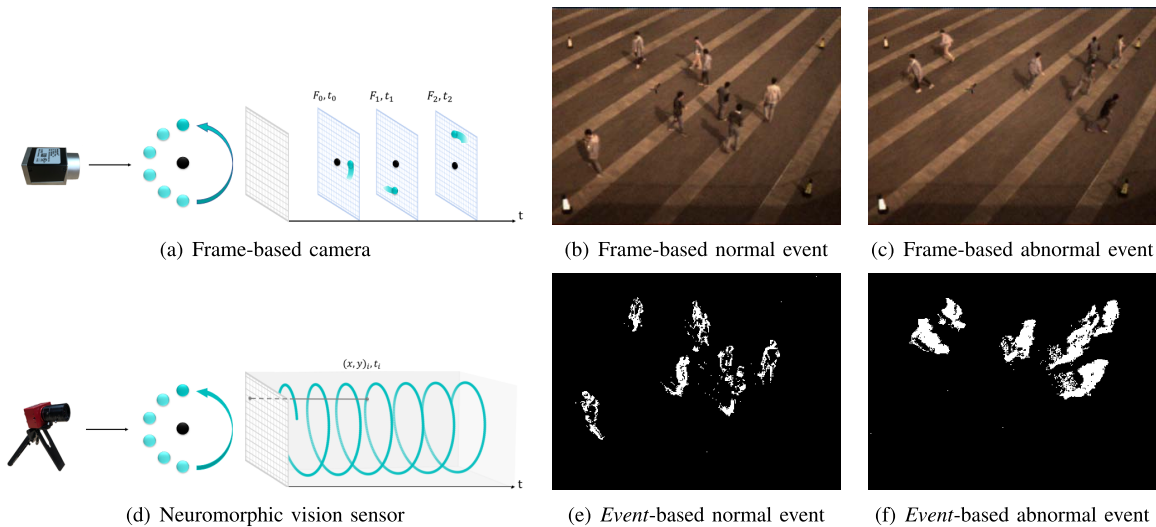 F₀, t₀
F₁, t₁
F₂, t₂
t
(a) Frame-based camera
(b) Frame-based normal event
(c) Frame-based abnormal event
(x, y)ᵢ, tᵢ
t
(d) Neuromorphic vision sensor
(e) Event-based normal event
(f) Event-based abnormal event